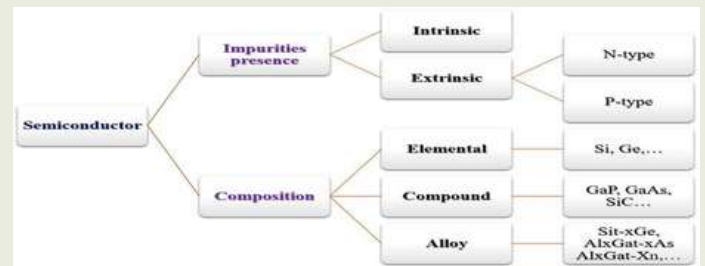 Semiconductor
Impurities
presence
Intrinsic
Extrinsic
N-type
P-type
Composition
Elemental
Si, Ge,...
Compound
GaP, GaAs,
SiC...
Alloy
Sit-xGe,
AlxGat-xAs
AlxGat-Xn,...